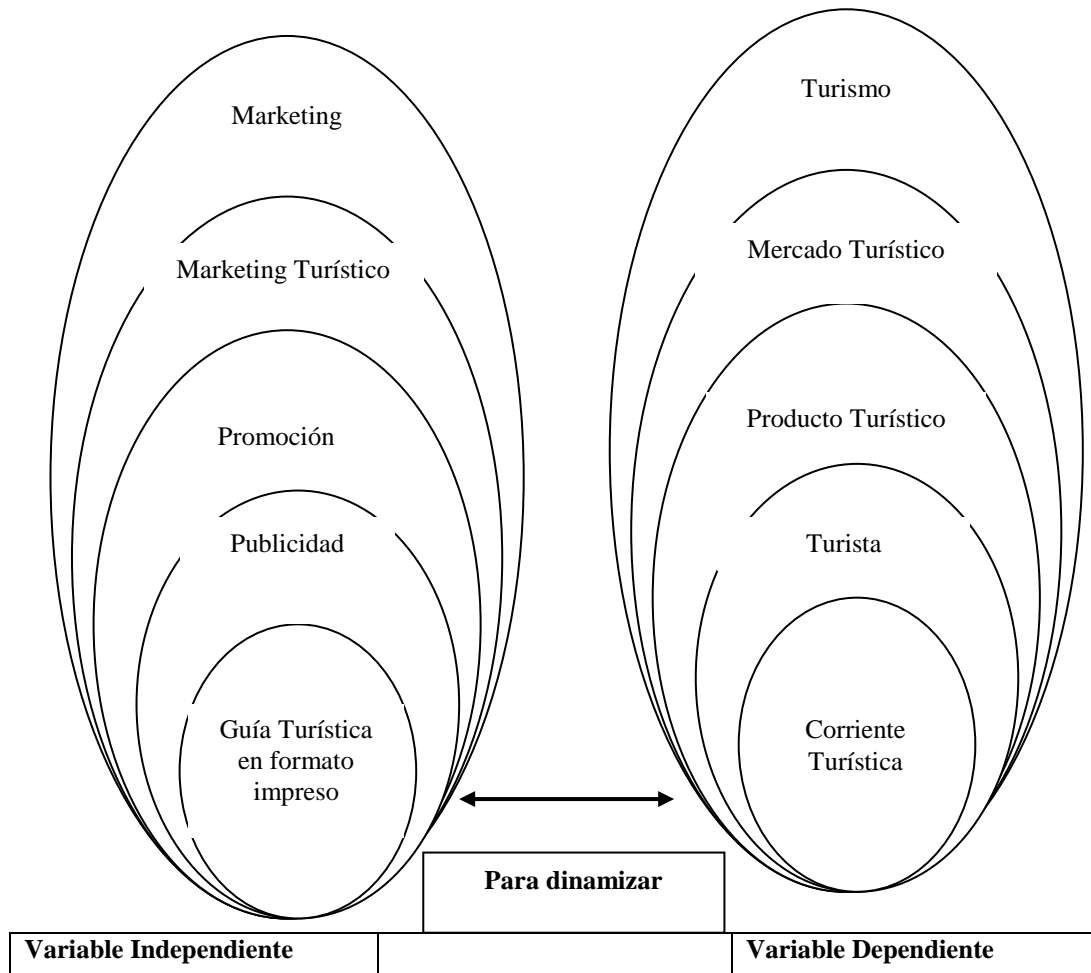 Marketing
Marketing Turístico
Promoción
Publicidad
Guía Turística
en formato
impreso
Turismo
Mercado Turístico
Producto Turístico
Turista
Corriente
Turística
Para dinamizar
Variable Independiente
Variable Dependiente